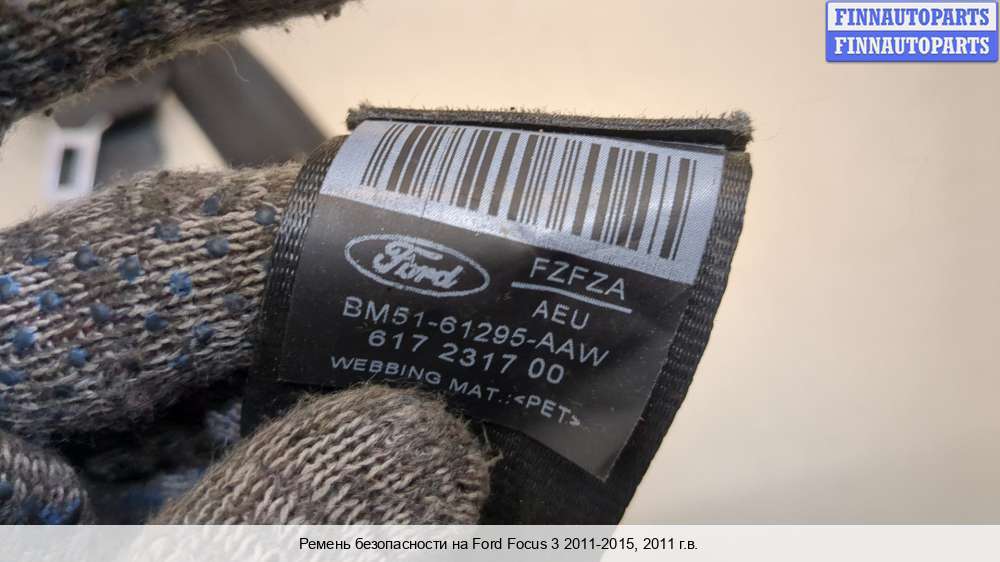 FINNAUTOPARTS
FINNAUTOPARTS
Ford
FZFZA
AEU
BM51-61295-AAW
617 2317 00
WEBBING MAT.:<PET>
Ремень безопасности на Ford Focus 3 2011-2015, 2011 г.в.